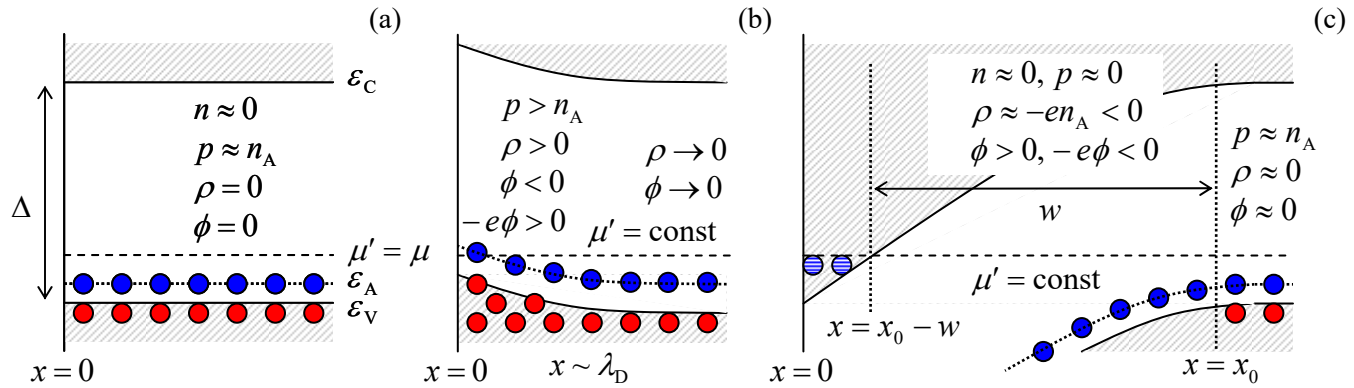 (a)
ε_C
n ≈ 0
p ≈ n_A
ρ = 0
ϕ = 0
Δ
μ′ = μ
ε_A
ε_V
x = 0
(b)
p > n_A
ρ > 0
ϕ < 0
−eϕ > 0
ρ → 0
ϕ → 0
μ′ = const
x = 0
x ~ λ_D
(c)
n ≈ 0, p ≈ 0
ρ ≈ −en_A < 0
ϕ > 0, −eϕ < 0
p ≈ n_A
ρ ≈ 0
ϕ ≈ 0
w
μ′ = const
x = x_0 − w
x = 0
x = x_0